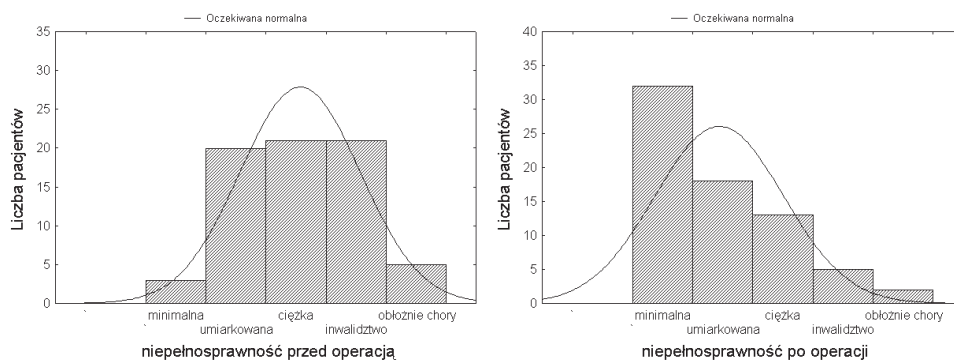 Oczekiwana normalna
35
30
25
20
15
10
5
0
Liczba pacjentów
minimalna
ciężka
obłożnie chory
umiarkowana
inwalidztwo
niepełnosprawność przed operacją
Oczekiwana normalna
40
35
30
25
20
15
10
5
0
Liczba pacjentów
minimalna
ciężka
obłożnie chory
umiarkowana
inwalidztwo
niepełnosprawność po operacji